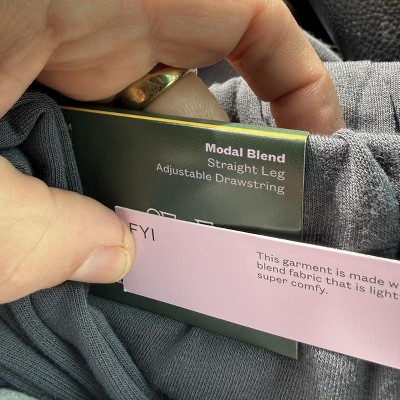 Modal Blend
Straight Leg
Adjustable Drawstring
FYI
This garment is made
blend fabric that is light
super comfy.